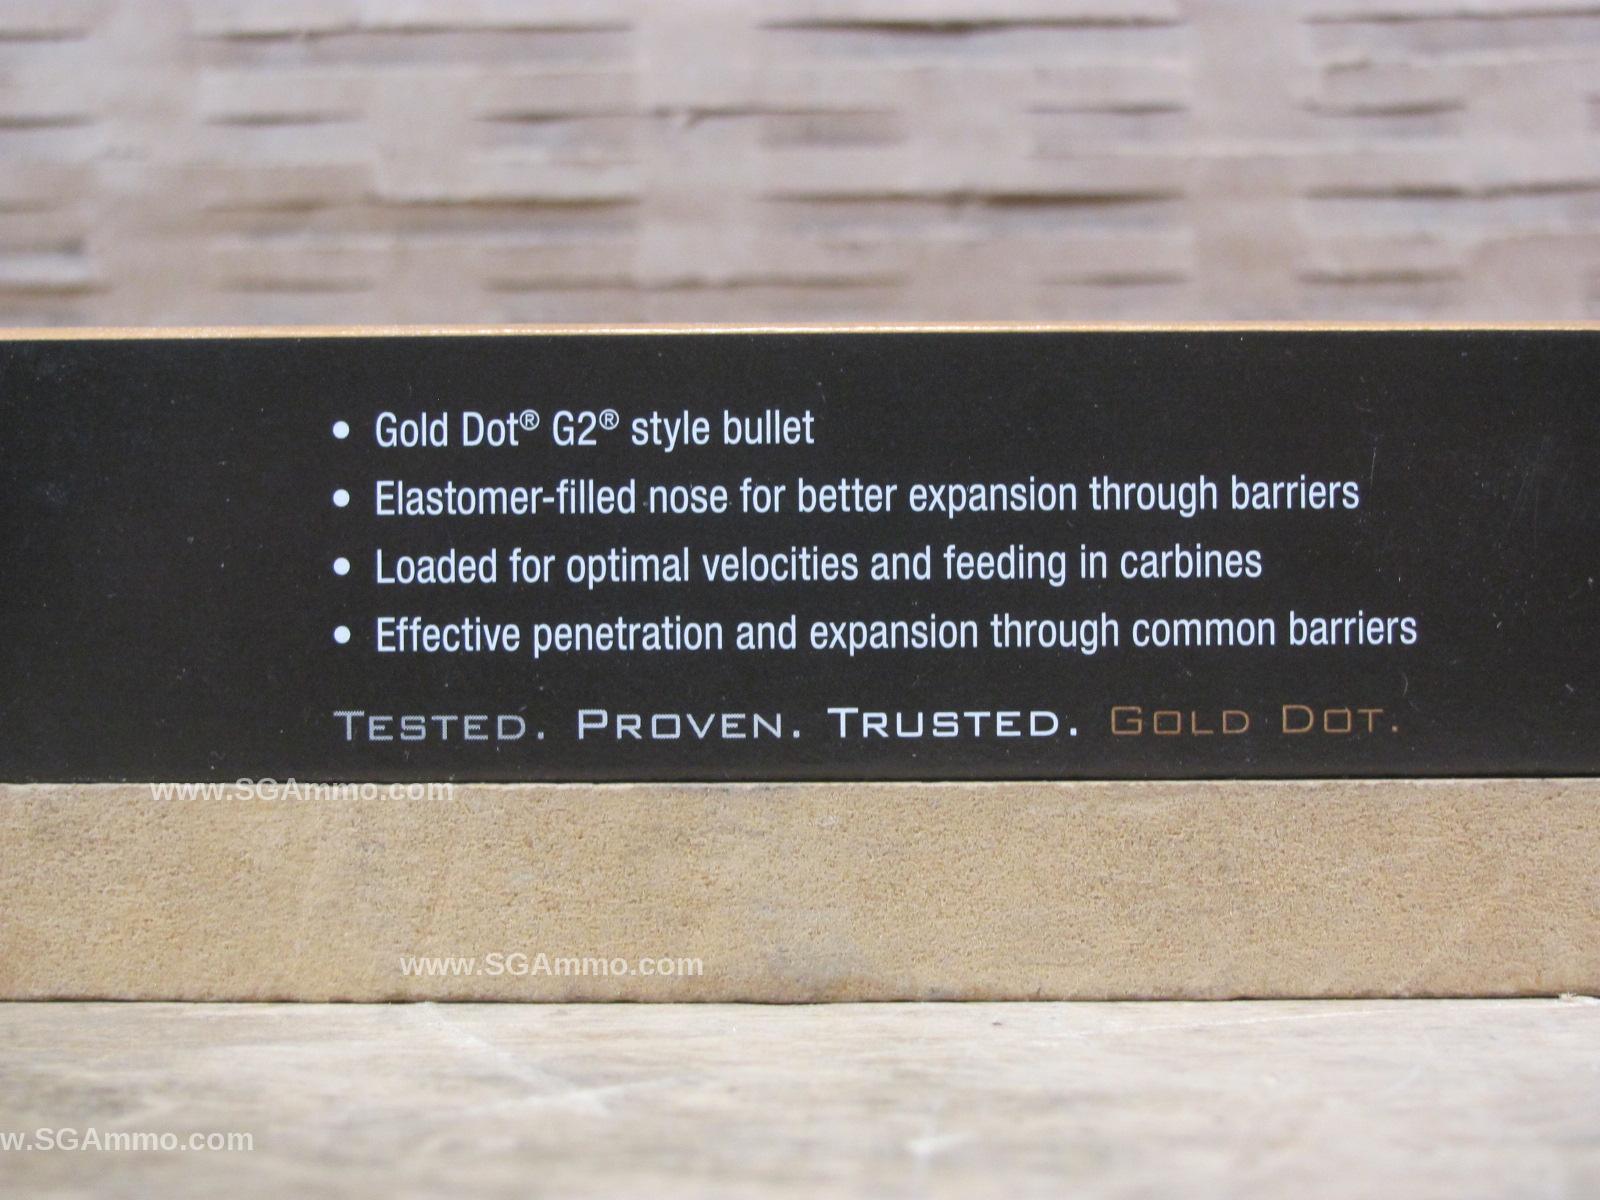 • Gold Dot® G2® style bullet
• Elastomer-filled nose for better expansion through barriers
• Loaded for optimal velocities and feeding in carbines
• Effective penetration and expansion through common barriers
TESTED. PROVEN. TRUSTED. GOLD DOT.
www.SGAmmo.com
www.SGAmmo.com
w.SGAmmo.com